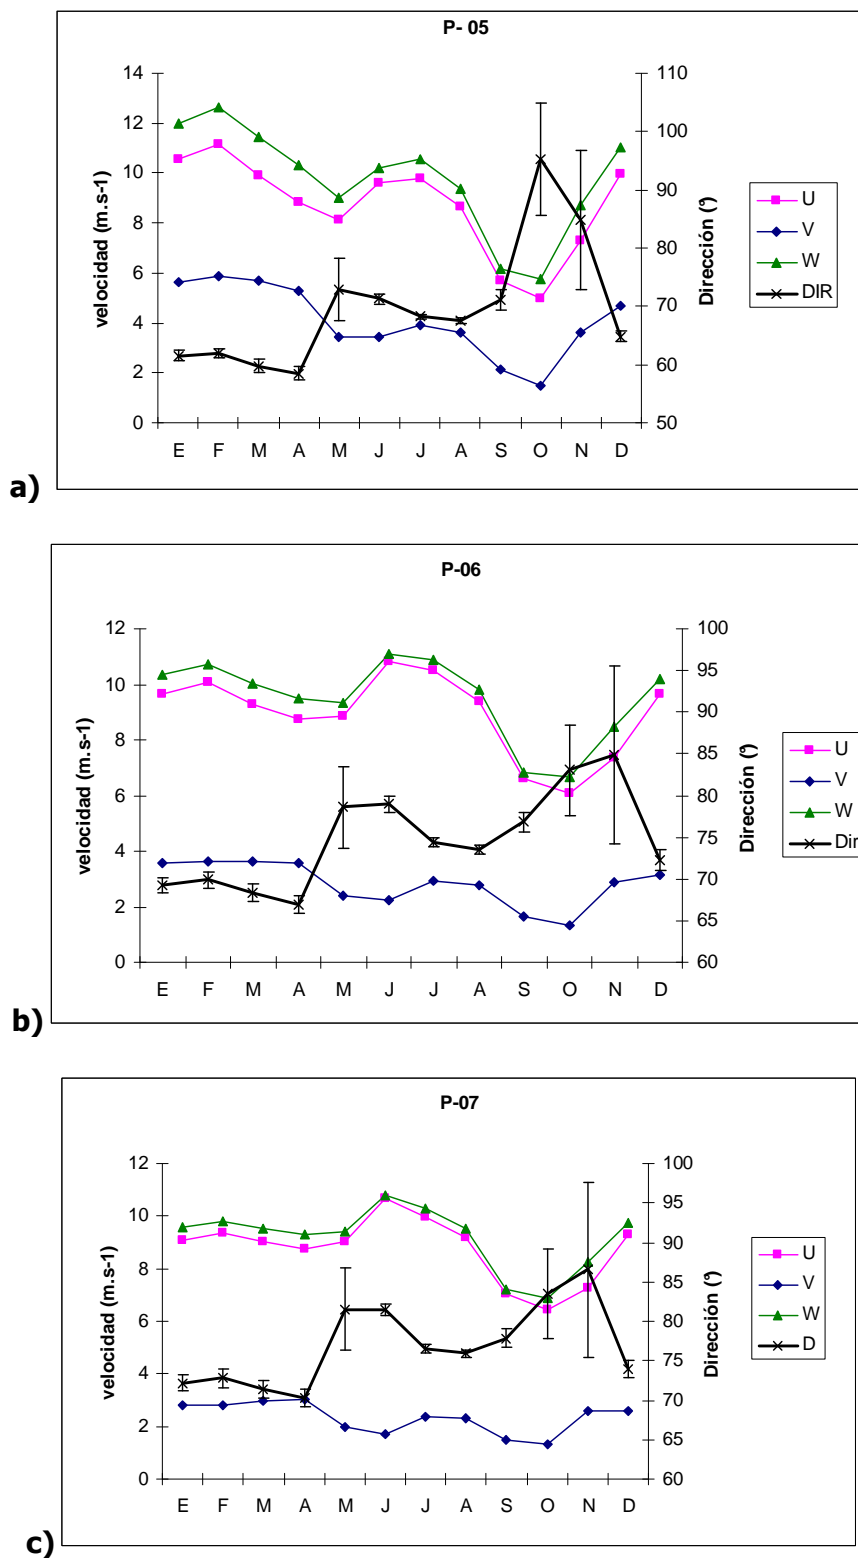 P- 05
14
12
10
8
6
4
2
0
velocidad (m.s-1)
110
100
90
80
70
60
50
Dirección (°)
E F M A M J J A S O N D
U
V
W
DIR
a)
P-06
12
10
8
6
4
2
0
velocidad (m.s-1)
100
95
90
85
80
75
70
65
60
Dirección (°)
E F M A M J J A S O N D
U
V
W
Dir
b)
P-07
12
10
8
6
4
2
0
velocidad (m.s-1)
100
95
90
85
80
75
70
65
60
Dirección (°)
E F M A M J J A S O N D
U
V
W
D
c)